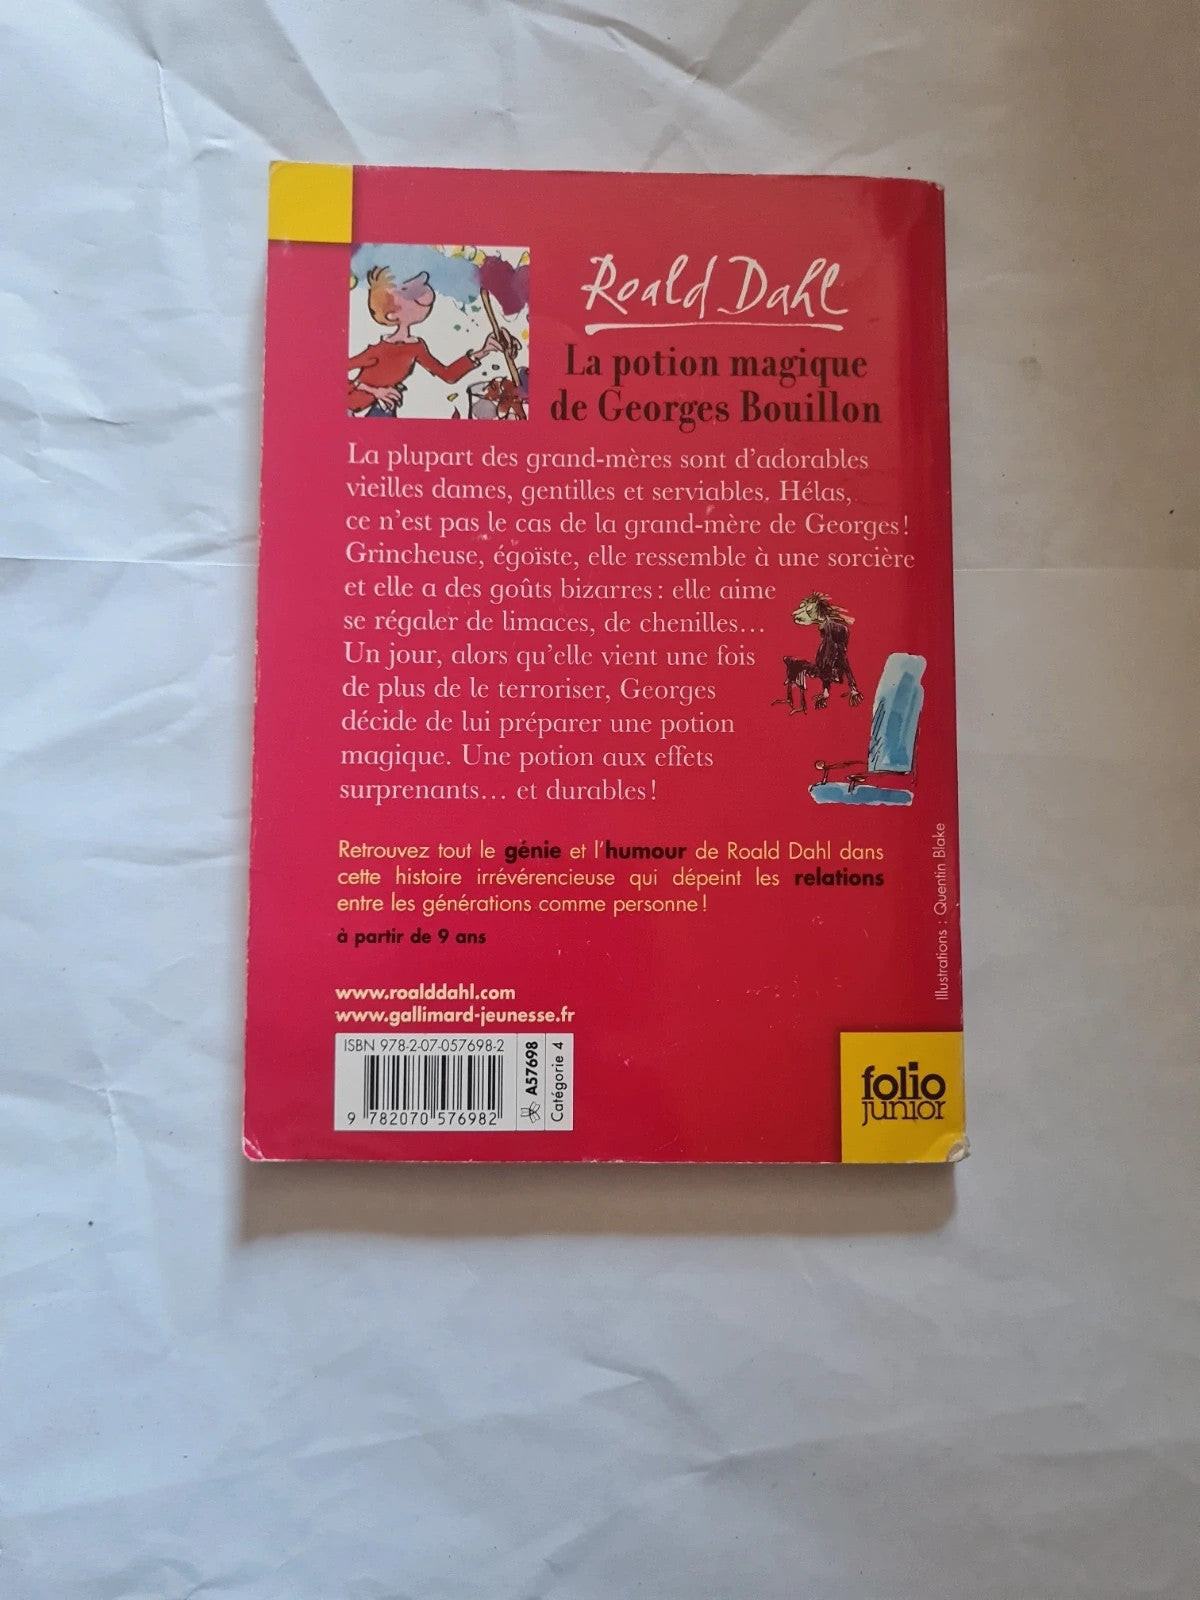 Roald Dahl
La potion magique
de Georges Bouillon
La plupart des grand-mères sont d'adorables
vieilles dames, gentilles et serviables. Hélas,
ce n'est pas le cas de la grand-mère de Georges !
Grincheuse, égoïste, elle ressemble à une sorcière
et elle a des goûts bizarres : elle aime
se régaler de limaces, de chenilles…
Un jour, alors qu'elle vient une fois
de plus de le terroriser, Georges
décide de lui préparer une potion
magique. Une potion aux effets
surprenants… et durables !
Retrouvez tout le génie et l'humour de Roald Dahl dans
cette histoire irrévérencieuse qui dépeint les relations
entre les générations comme personne !
à partir de 9 ans
www.roalddahl.com
www.gallimard-jeunesse.fr
ISBN 978-2-07-057698-2
9 782070 576982
A57698
Catégorie 4
Illustrations : Quentin Blake
folio
junior